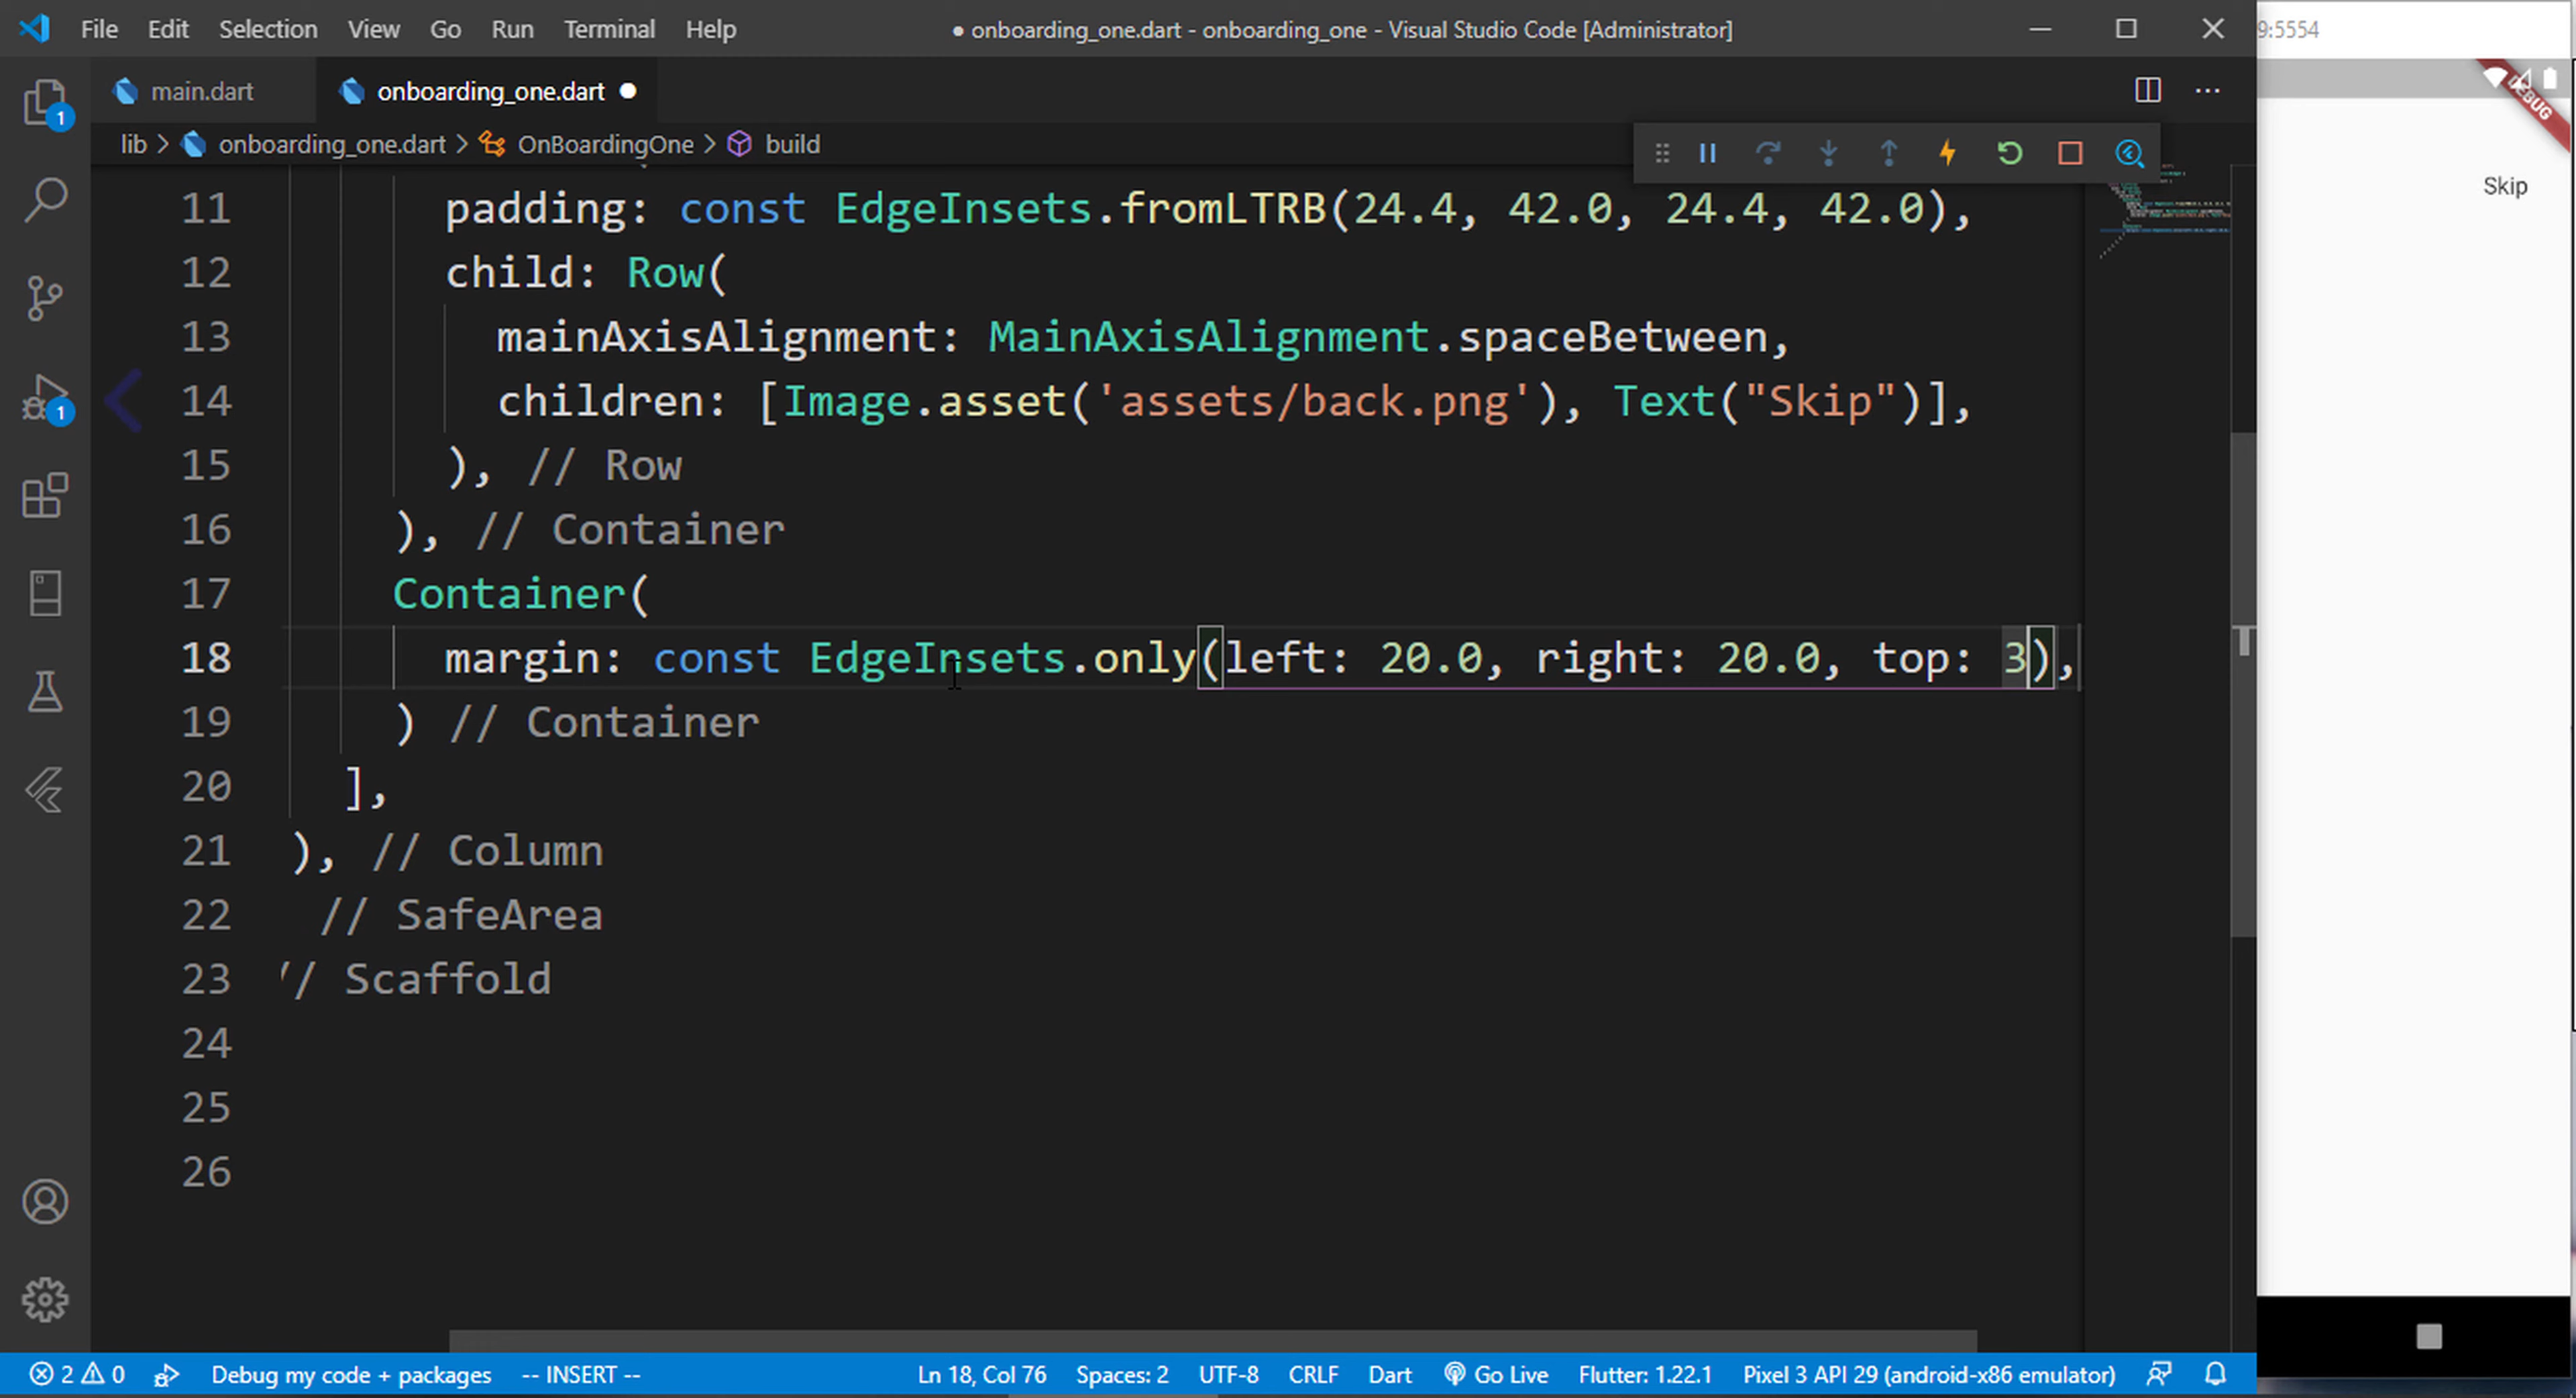 File Edit Selection View Go Run Terminal Help
● onboarding_one.dart - onboarding_one - Visual Studio Code [Administrator]
9:5554
main.dart
onboarding_one.dart ●
DEBUG
lib > onboarding_one.dart > OnBoardingOne > build
Skip
11 padding: const EdgeInsets.fromLTRB(24.4, 42.0, 24.4, 42.0),
12 child: Row(
13 mainAxisAlignment: MainAxisAlignment.spaceBetween,
14 children: [Image.asset('assets/back.png'), Text("Skip")],
15 ), // Row
16 ), // Container
17 Container(
18 margin: const EdgeInsets.only(left: 20.0, right: 20.0, top: 3),
19 ) // Container
20 ],
21 ), // Column
22 // SafeArea
23 // Scaffold
24
25
26
1
1
2 0 Debug my code + packages -- INSERT -- Ln 18, Col 76 Spaces: 2 UTF-8 CRLF Dart Go Live Flutter: 1.22.1 Pixel 3 API 29 (android-x86 emulator)